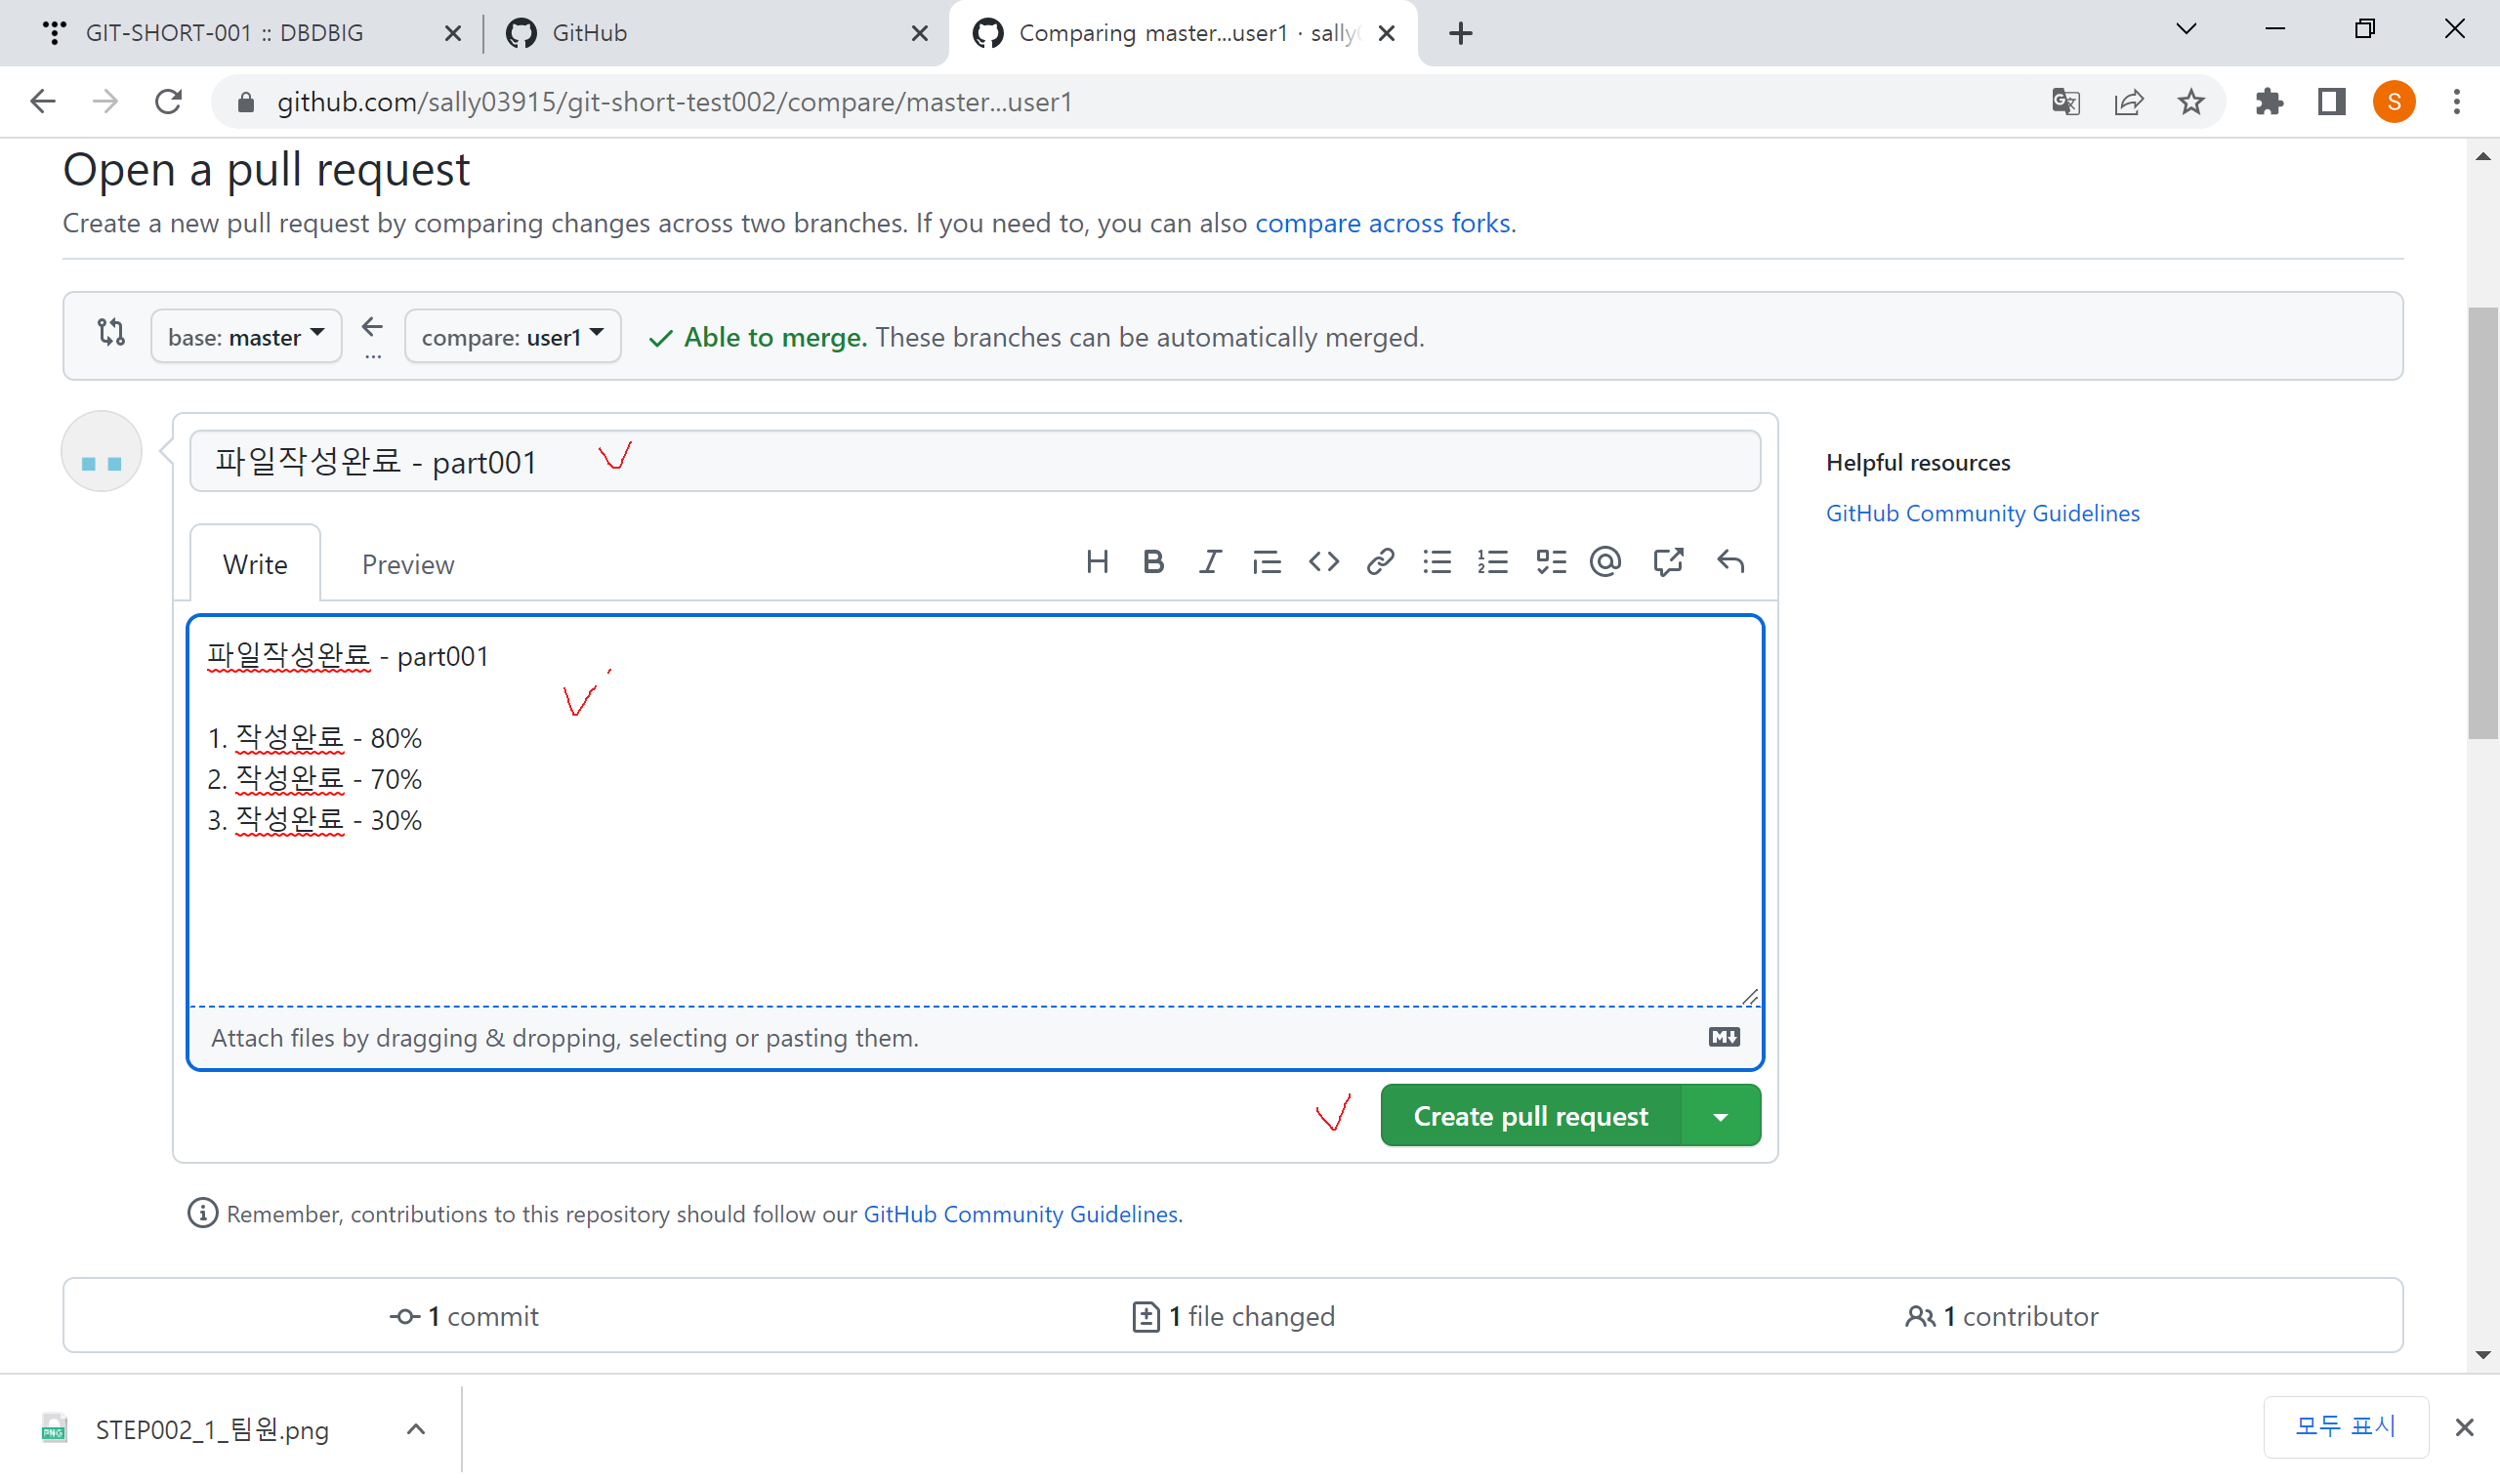 GIT-SHORT-001 :: DBDBIG
GitHub
Comparing master...user1 · sally
github.com/sally03915/git-short-test002/compare/master...user1
S
Open a pull request
Create a new pull request by comparing changes across two branches. If you need to, you can also compare across forks.
base: master
...
compare: user1
Able to merge. These branches can be automatically merged.
파일작성완료 - part001
Helpful resources
GitHub Community Guidelines
Write
Preview
파일작성완료 - part001
1. 작성완료 - 80%
2. 작성완료 - 70%
3. 작성완료 - 30%
Attach files by dragging & dropping, selecting or pasting them.
Create pull request
Remember, contributions to this repository should follow our GitHub Community Guidelines.
1 commit
1 file changed
1 contributor
STEP002_1_팀원.png
모두 표시